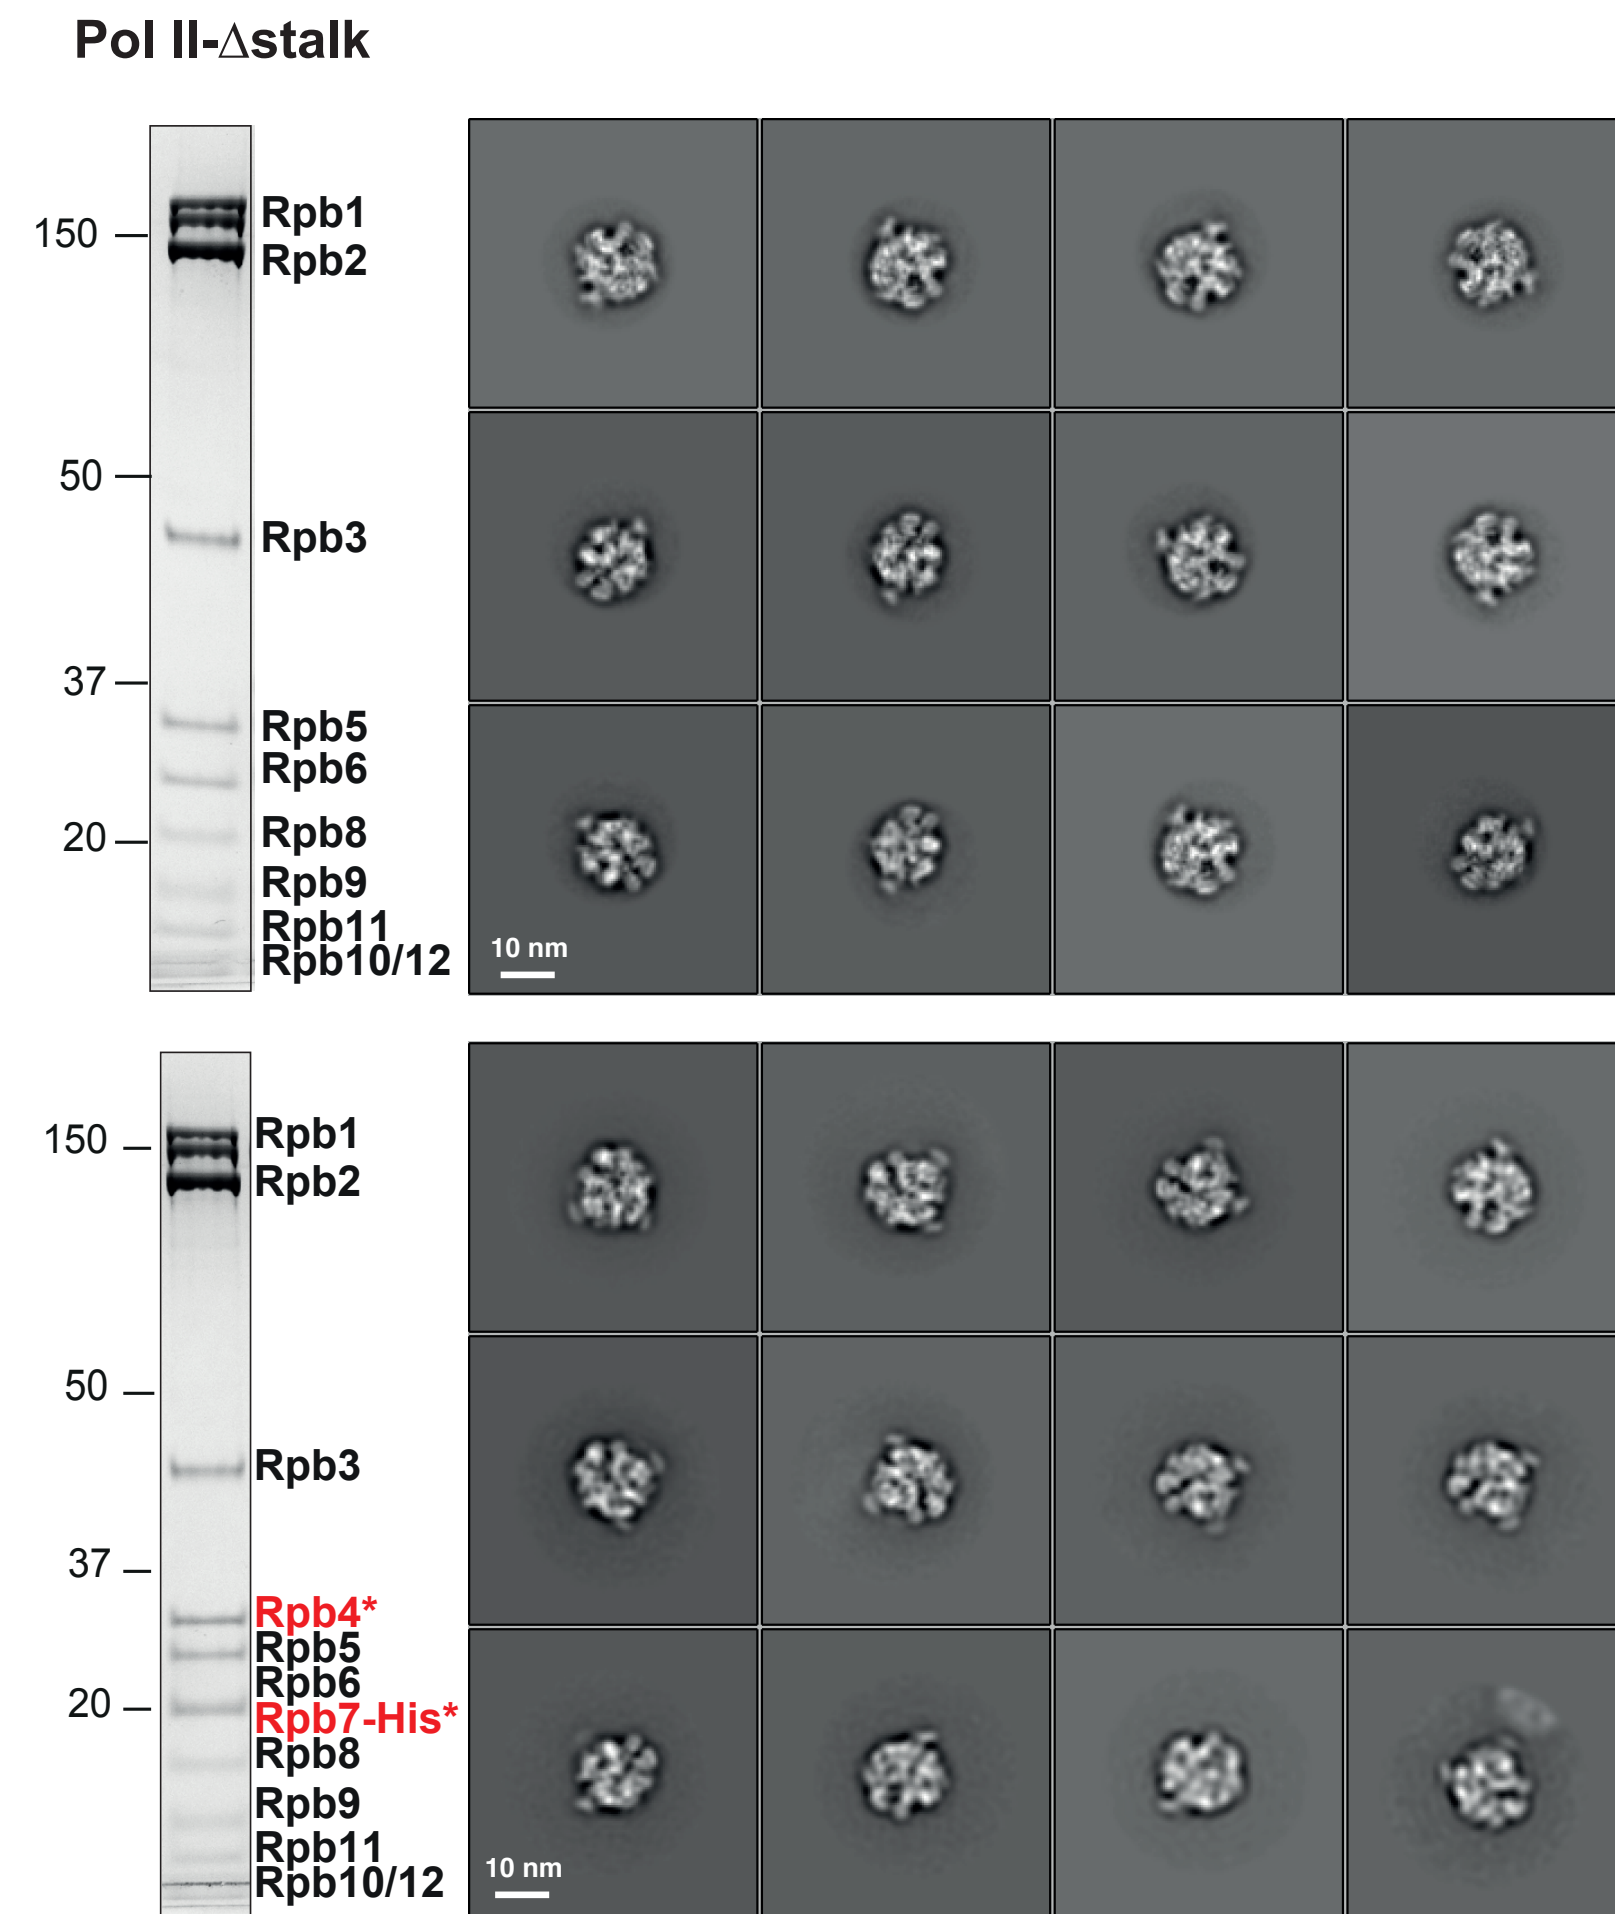 Pol II-Δstalk
150
Rpb1
Rpb2
50
Rpb3
37
Rpb5
Rpb6
20
Rpb8
Rpb9
Rpb11
Rpb10/12
10 nm
150
Rpb1
Rpb2
50
Rpb3
37
Rpb4*
Rpb5
Rpb6
20
Rpb7-His*
Rpb8
Rpb9
Rpb11
Rpb10/12
10 nm